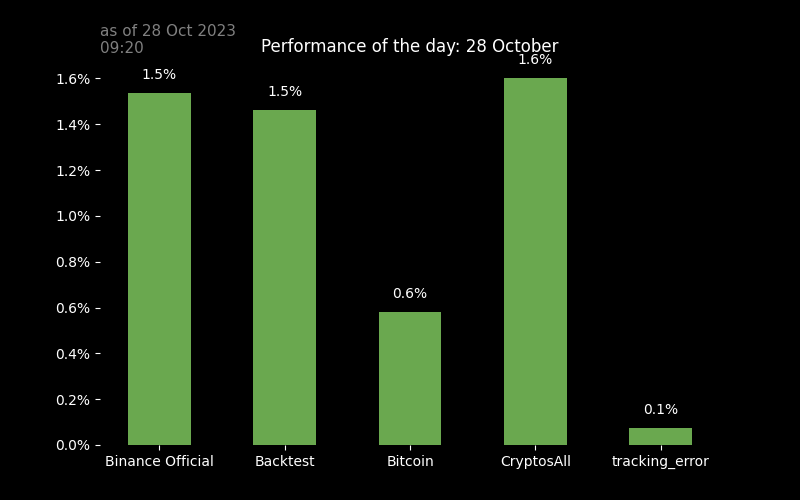 as of 28 Oct 2023
09:20
Performance of the day: 28 October
1.6%
1.4%
1.2%
1.0%
0.8%
0.6%
0.4%
0.2%
0.0%
1.5%
1.5%
0.6%
1.6%
0.1%
Binance Official
Backtest
Bitcoin
CryptosAll
tracking_error